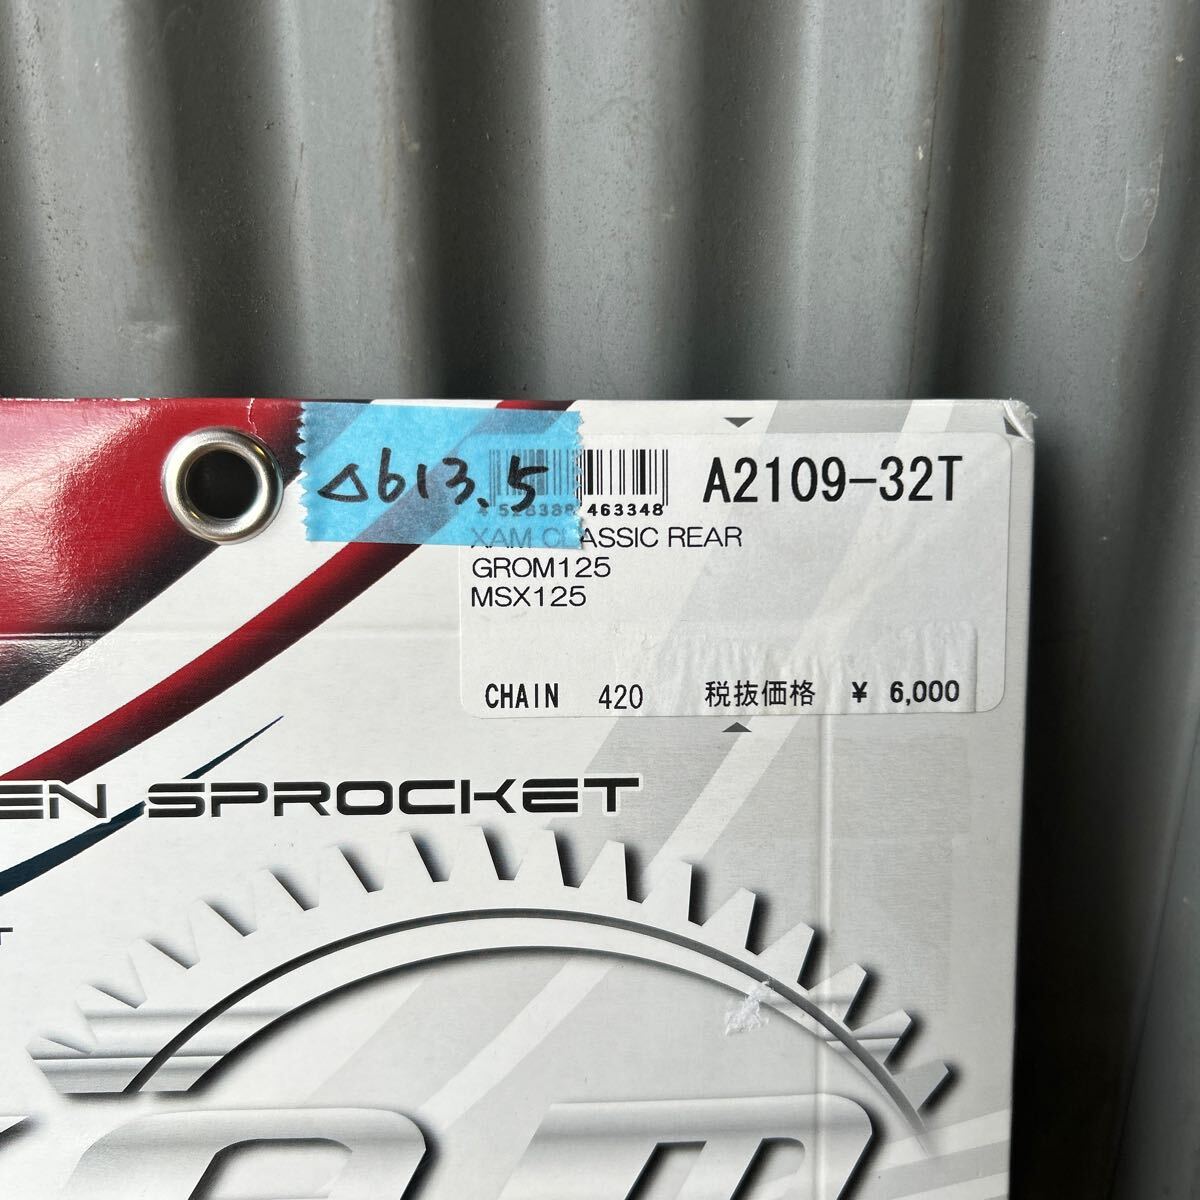 △613.5
A2109-32T
463348
XAM CLASSIC REAR
GROM125
MSX125
CHAIN 420 税抜価格 ¥ 6,000
EN SPROCKET
T